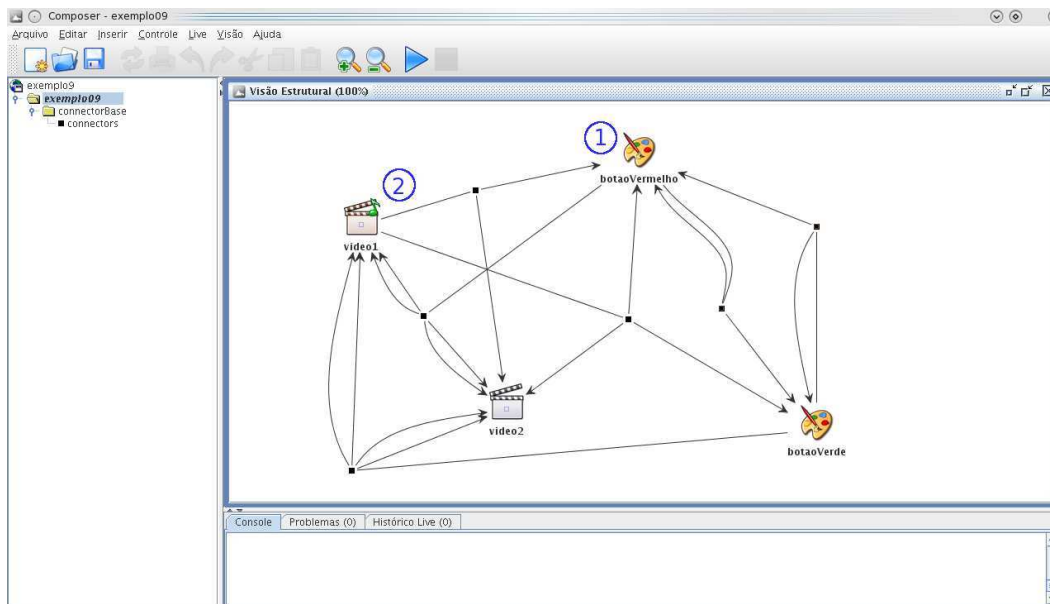 Composer - exemplo09
Arquivo Editar Inserir Controle Live Visão Ajuda
exemplo9
exemplo09
connectorBase
connectors
Visão Estrutural (100%)
1
botaoVermelho
2
video1
video2
botaoVerde
Console Problemas (0) Histórico Live (0)